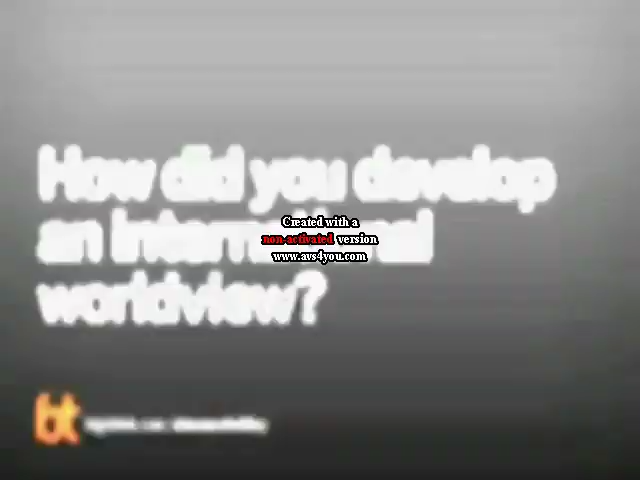 How did you develop
an international
worldview?
Created with a
non-activated version
www.avs4you.com
bt